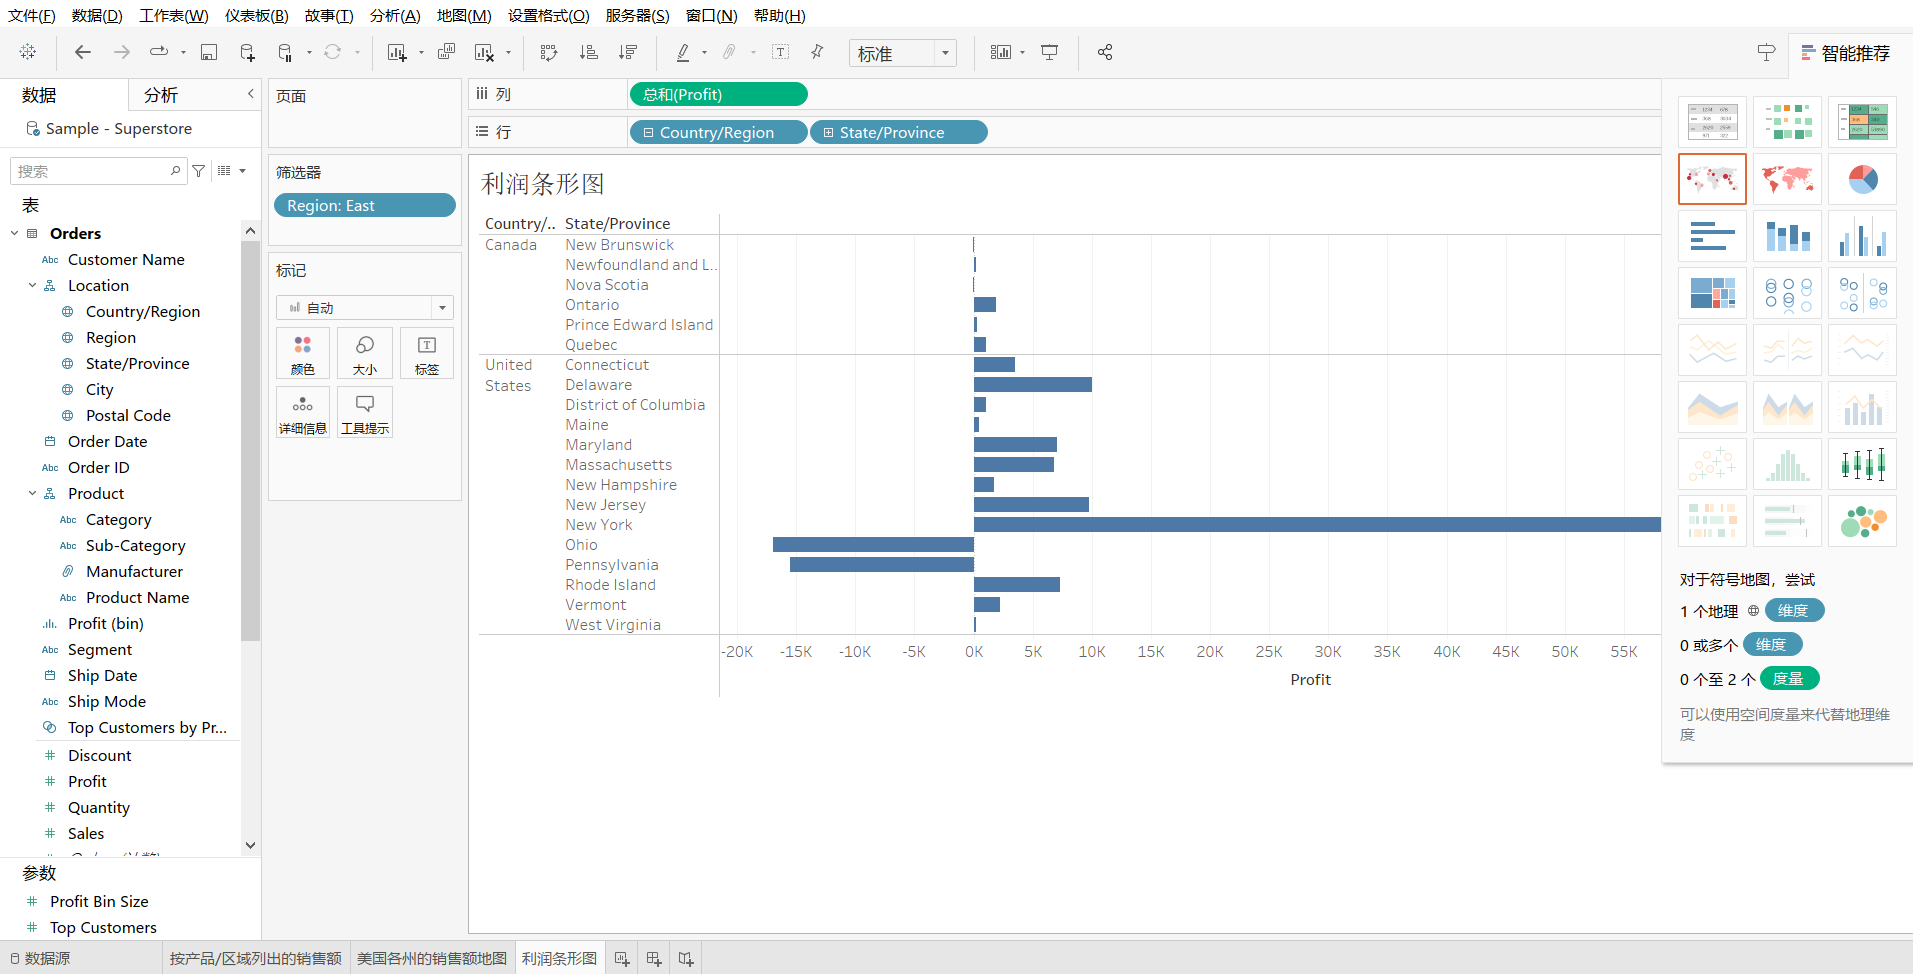 文件(F) 数据(D) 工作表(W) 仪表板(B) 故事(T) 分析(A) 地图(M) 设置格式(O) 服务器(S) 窗口(N) 帮助(H)
标准
智能推荐
数据 分析
Sample - Superstore
搜索
表
Orders
Abc Customer Name
Location
Country/Region
Region
State/Province
City
Postal Code
Order Date
Abc Order ID
Product
Abc Category
Abc Sub-Category
Manufacturer
Abc Product Name
Profit (bin)
Abc Segment
Ship Date
Abc Ship Mode
Top Customers by Pr...
Discount
Profit
Quantity
Sales
参数
Profit Bin Size
Top Customers
页面
筛选器
Region: East
标记
自动
颜色 大小 标签
详细信息 工具提示
列 总和(Profit)
行 Country/Region State/Province
利润条形图
Country/.. State/Province
Canada New Brunswick
Newfoundland and L..
Nova Scotia
Ontario
Prince Edward Island
Quebec
United States Connecticut
Delaware
District of Columbia
Maine
Maryland
Massachusetts
New Hampshire
New Jersey
New York
Ohio
Pennsylvania
Rhode Island
Vermont
West Virginia
-20K -15K -10K -5K 0K 5K 10K 15K 20K 25K 30K 35K 40K 45K 50K 55K
Profit
对于符号地图，尝试
1 个地理 维度
0 或多个 维度
0 个至 2 个 度量
可以使用空间度量来代替地理维
度
数据源 按产品/区域列出的销售额 美国各州的销售额地图 利润条形图